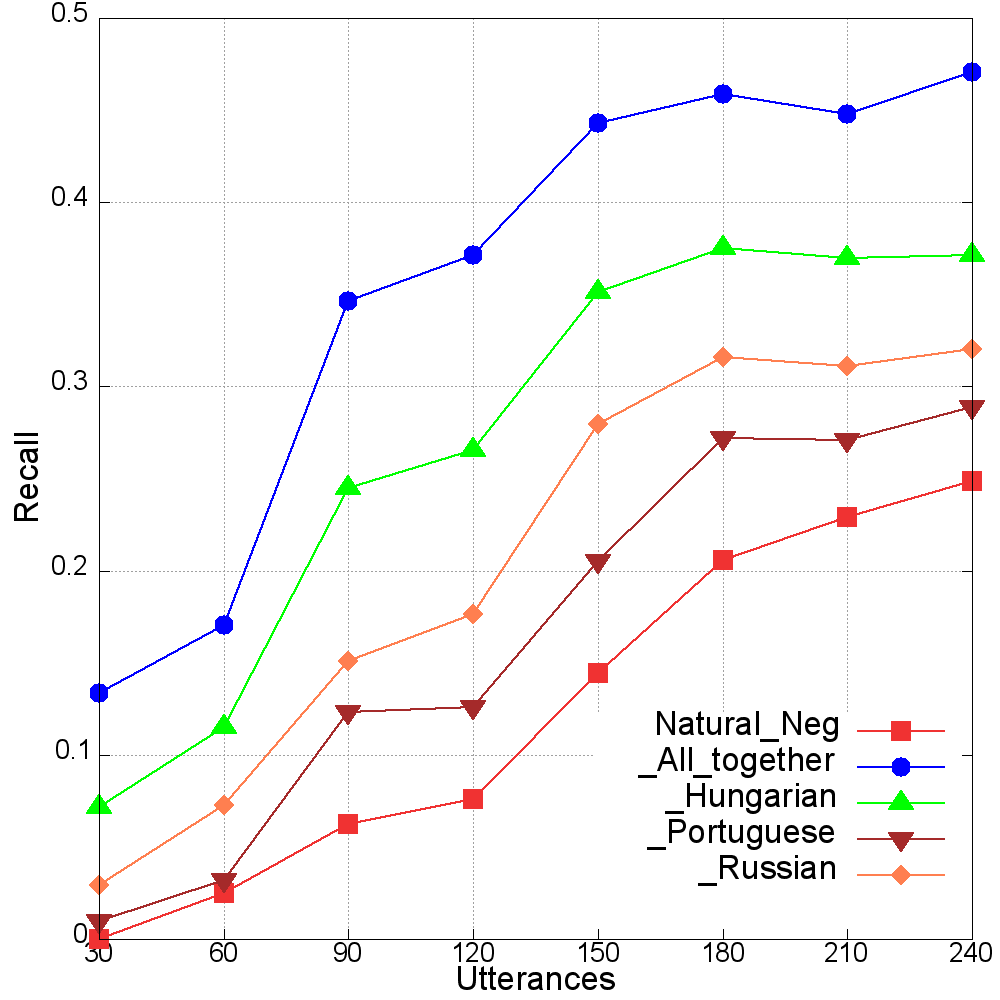 0.5
0.4
0.3
0.2
0.1
0
Recall
30 60 90 120 150 180 210 240
Utterances
Natural_Neg
_All_together
_Hungarian
_Portuguese
_Russian